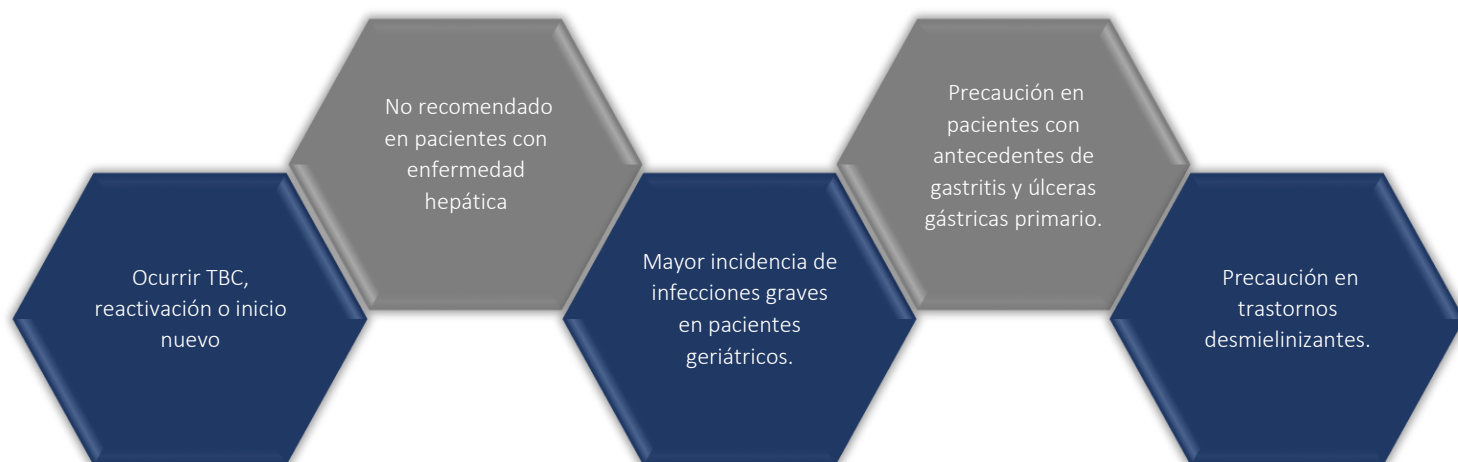 Ocurrir TBC,
reactivación o inicio
nuevo
No recomendado
en pacientes con
enfermedad
hepática
Mayor incidencia de
infecciones graves
en pacientes
geriátricos.
Precaución en
pacientes con
antecedentes de
gastritis y úlceras
gástricas primario.
Precaución en
trastornos
desmielinizantes.